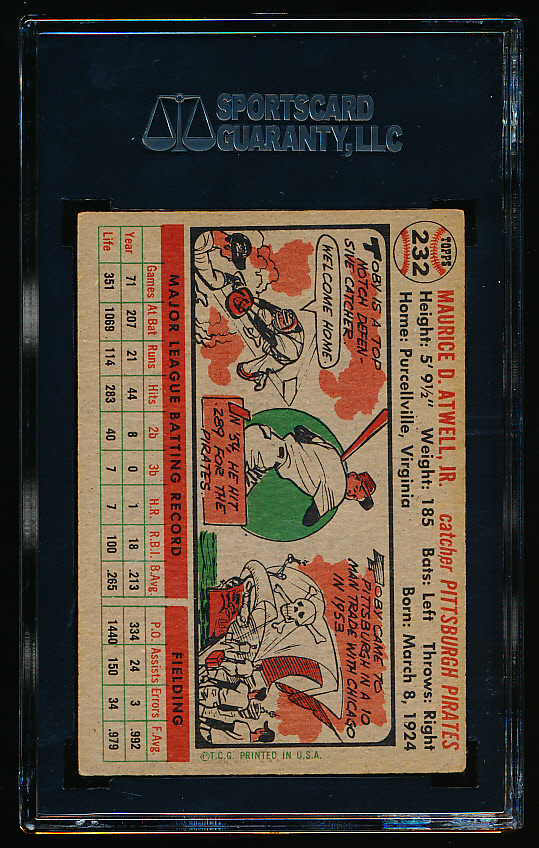 SPORTSCARD
GUARANTY, LLC
TOPPS
232
MAURICE D. ATWELL, JR. catcher PITTSBURGH PIRATES
Height: 5' 9½" Weight: 185 Bats: Left Throws: Right
Home: Purcellville, Virginia Born: March 8, 1924
TOBY IS A TOP
NOTCH DEFEN-
SIVE CATCHER.
WELCOME HOME
IN '54, HE HIT
.289 FOR THE
PIRATES...
TOBY CAME TO
PITTSBURGH IN A 10
MAN TRADE WITH CHICAGO
IN 1953.
©T.C.G. PRINTED IN U.S.A.
MAJOR LEAGUE BATTING RECORD FIELDING
Games At Bat Runs Hits 2b 3b H.R. R.B.I. B.Avg. P.O. Assists Errors F.Avg.
Year 71 207 21 44 8 0 1 18 .213 334 24 3 .992
Life 351 1069 114 283 40 7 7 100 .265 1440 150 34 .979